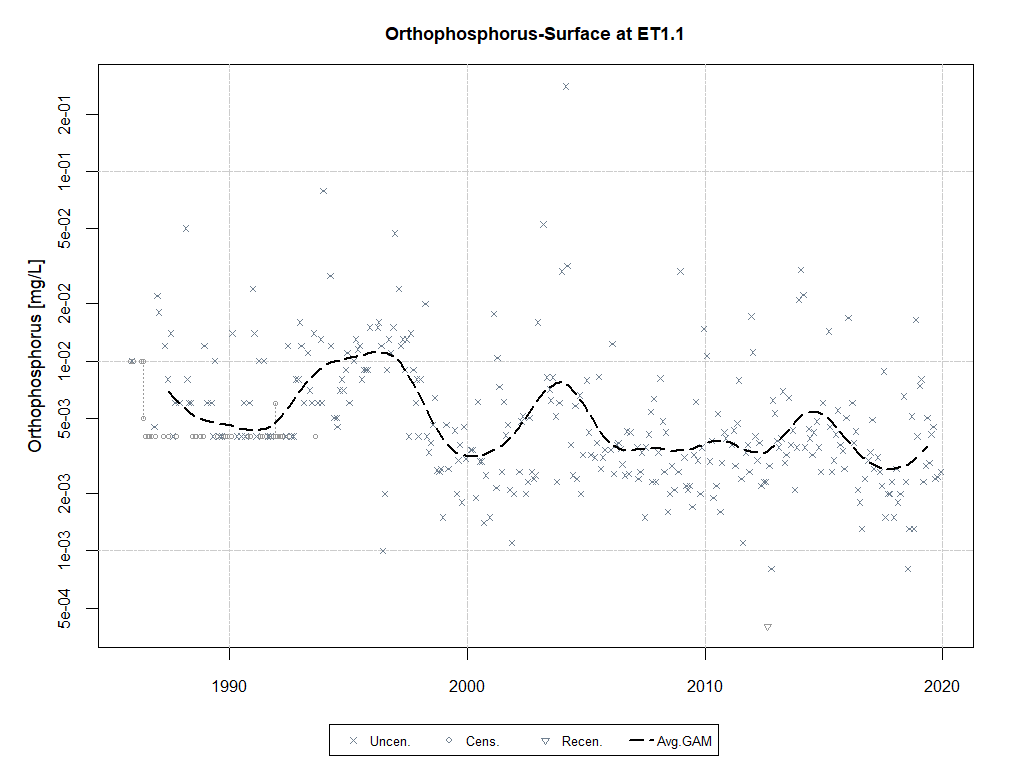 Orthophosphorus-Surface at ET1.1
Orthophosphorus [mg/L]
2e-01
1e-01
5e-02
2e-02
1e-02
5e-03
2e-03
1e-03
5e-04
1990
2000
2010
2020
Uncen. Cens. Recen. Avg.GAM